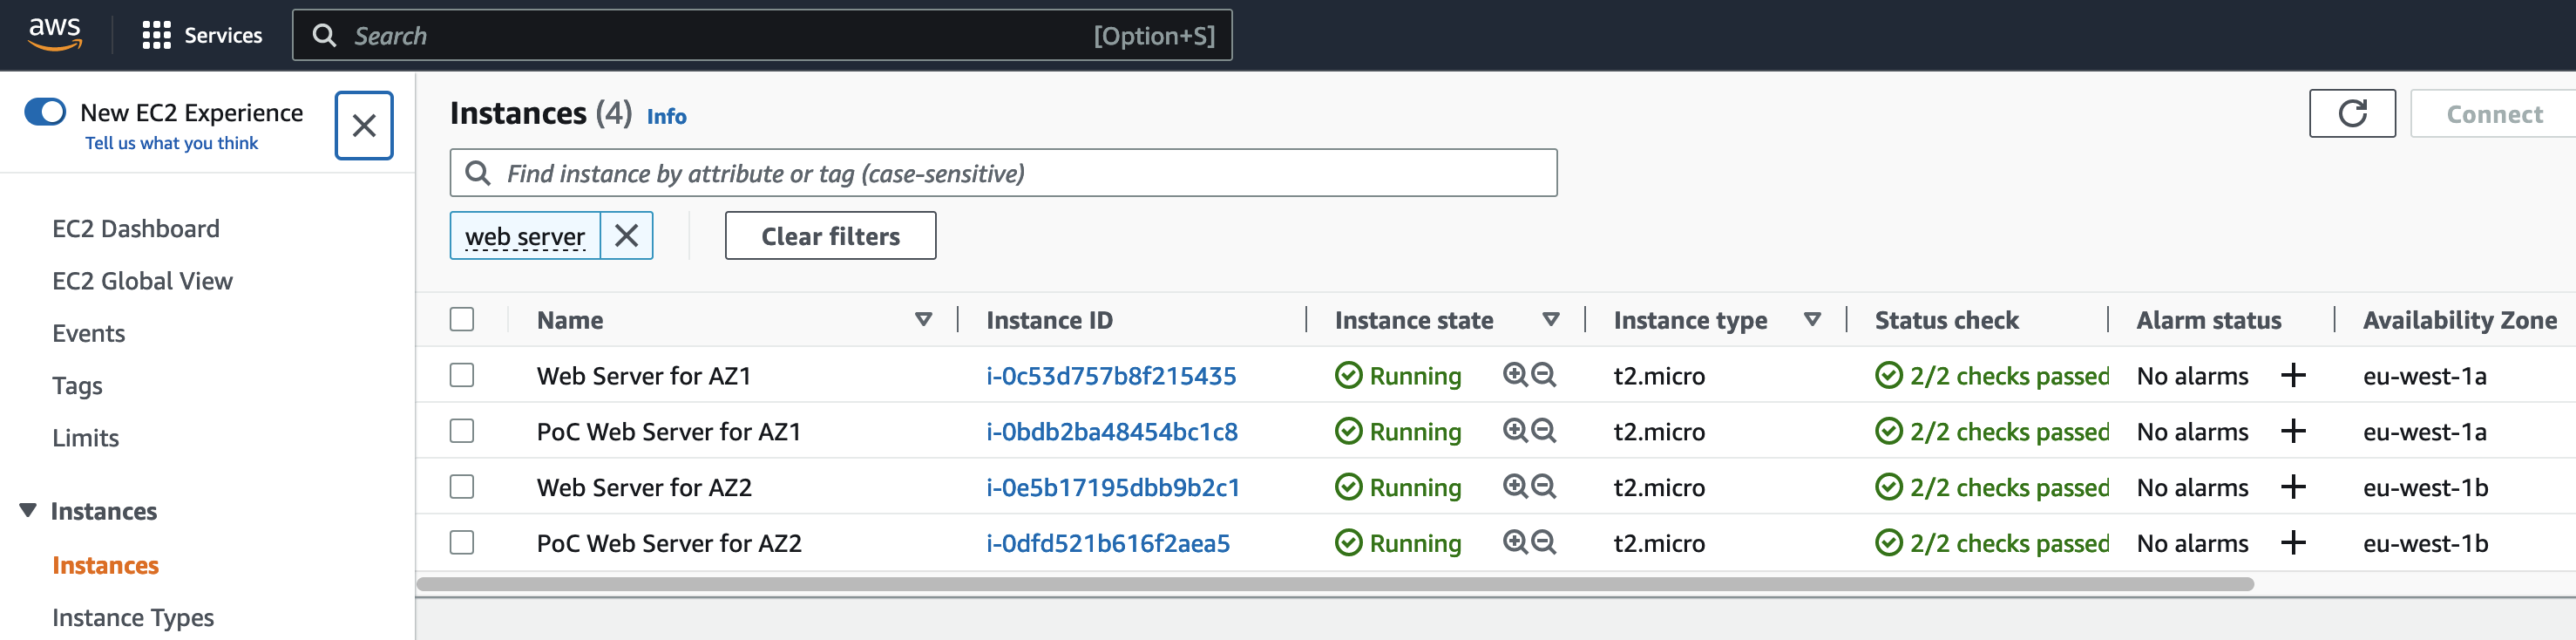 aws Services Search [Option+S]
New EC2 Experience
Tell us what you think
EC2 Dashboard
EC2 Global View
Events
Tags
Limits
Instances
Instances
Instance Types
Instances (4) Info
Connect
Find instance by attribute or tag (case-sensitive)
web server
Clear filters
Name Instance ID Instance state Instance type Status check Alarm status Availability Zone
Web Server for AZ1 i-0c53d757b8f215435 Running t2.micro 2/2 checks passed No alarms eu-west-1a
PoC Web Server for AZ1 i-0bdb2ba48454bc1c8 Running t2.micro 2/2 checks passed No alarms eu-west-1a
Web Server for AZ2 i-0e5b17195dbb9b2c1 Running t2.micro 2/2 checks passed No alarms eu-west-1b
PoC Web Server for AZ2 i-0dfd521b616f2aea5 Running t2.micro 2/2 checks passed No alarms eu-west-1b